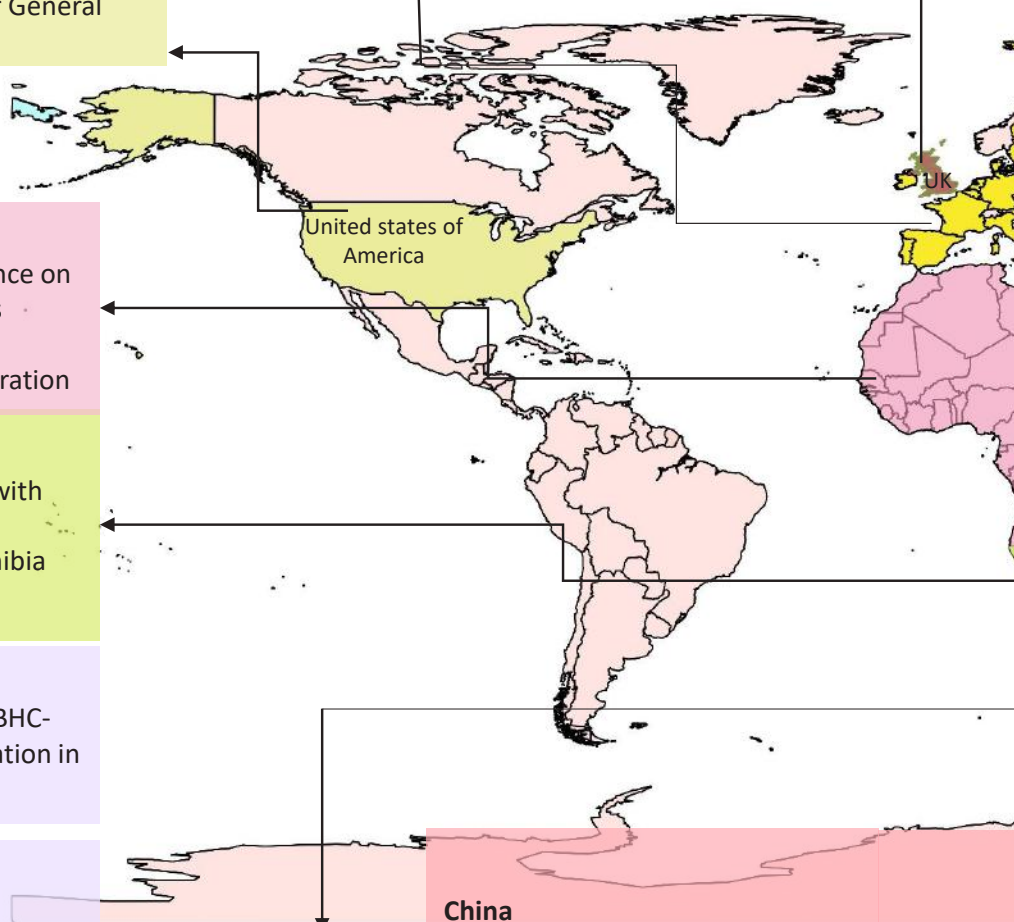 General
UK
United states of
America
nce on
s
ration
with
ibia
BHC-
ation in
China